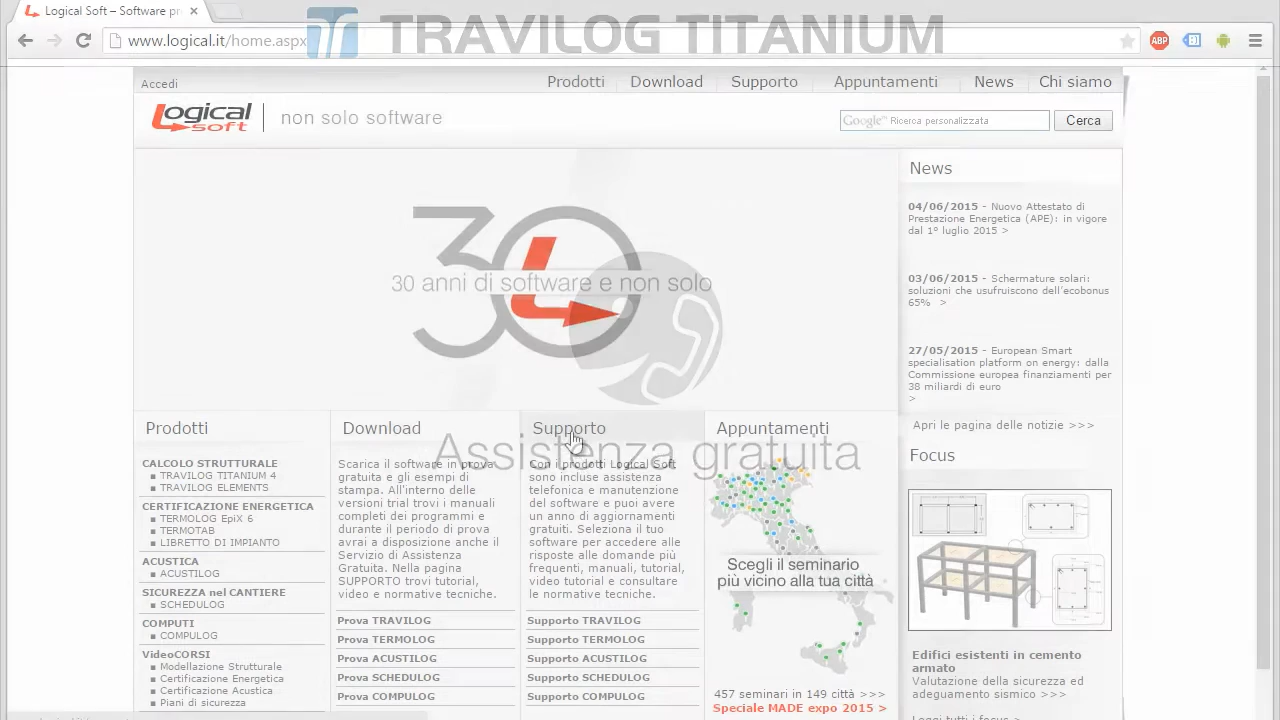 Logical Soft – Software pr
www.logical.it/home.aspx
ABP
TRAVILOG TITANIUM
Accedi
Prodotti
Download
Supporto
Appuntamenti
News
Chi siamo
Logical
soft
non solo software
Google™ Ricerca personalizzata
Cerca
30
30 anni di software e non solo
Assistenza gratuita
News
04/06/2015 - Nuovo Attestato di
Prestazione Energetica (APE): in vigore
dal 1° luglio 2015 >
03/06/2015 - Schermature solari:
soluzioni che usufruiscono dell'ecobonus
65% >
27/05/2015 - European Smart
specialisation platform on energy: dalla
Commissione europea finanziamenti per
38 miliardi di euro
>
Apri le pagina delle notizie >>>
Prodotti
CALCOLO STRUTTURALE
TRAVILOG TITANIUM 4
TRAVILOG ELEMENTS
CERTIFICAZIONE ENERGETICA
TERMOLOG EpiX 6
TERMOTAB
LIBRETTO DI IMPIANTO
ACUSTICA
ACUSTILOG
SICUREZZA nel CANTIERE
SCHEDULOG
COMPUTI
COMPULOG
VideoCORSI
Modellazione Strutturale
Certificazione Energetica
Certificazione Acustica
Piani di sicurezza
Download
Scarica il software in prova
gratuita e gli esempi di
stampa. All'interno delle
versioni trial trovi i manuali
completi dei programmi e
durante il periodo di prova
avrai a disposizione anche il
Servizio di Assistenza
Gratuita. Nella pagina
SUPPORTO trovi tutorial,
video e normative tecniche.
Prova TRAVILOG
Prova TERMOLOG
Prova ACUSTILOG
Prova SCHEDULOG
Prova COMPULOG
Supporto
Con i prodotti Logical Soft
sono incluse assistenza
telefonica e manutenzione
del software e puoi avere
un anno di aggiornamenti
gratuiti. Seleziona il tuo
software per accedere alle
risposte alle domande più
frequenti, manuali, tutorial,
video tutorial e consultare
le normative tecniche.
Supporto TRAVILOG
Supporto TERMOLOG
Supporto ACUSTILOG
Supporto SCHEDULOG
Supporto COMPULOG
Appuntamenti
Scegli il seminario
più vicino alla tua città
457 seminari in 149 città >>>
Speciale MADE expo 2015 >
Focus
Edifici esistenti in cemento
armato
Valutazione della sicurezza ed
adeguamento sismico >>>
Leggi tutti i focus >